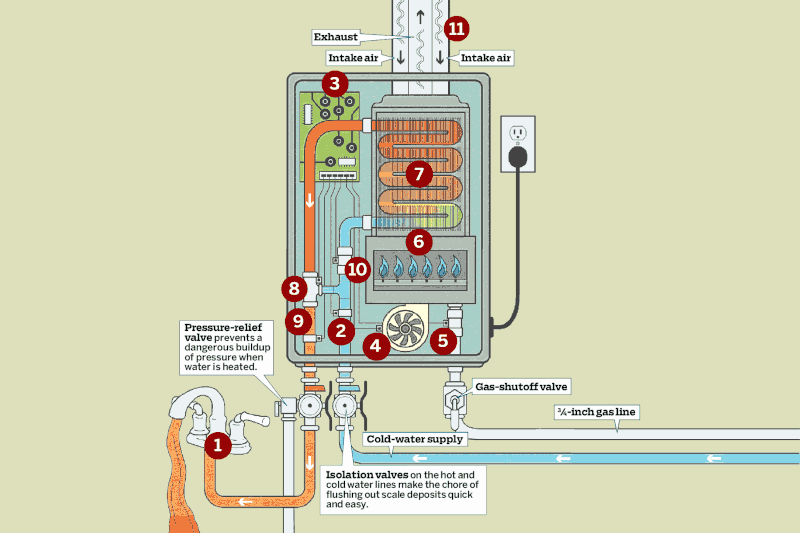 11
Exhaust
Intake air
Intake air
3
7
6
10
8
9
2
4
5
Pressure-relief
valve prevents a
dangerous buildup
of pressure when
water is heated.
Gas-shutoff valve
¾-inch gas line
1
Cold-water supply
Isolation valves on the hot and
cold water lines make the chore of
flushing out scale deposits quick
and easy.